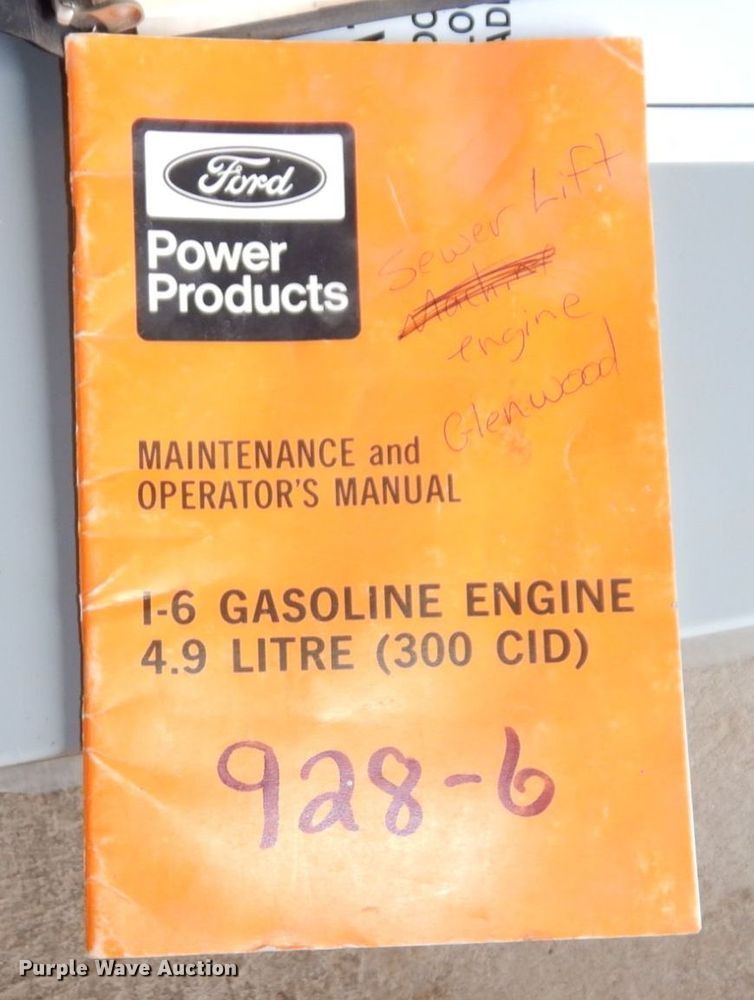 Ford
Power
Products
Sewer Lift
Machine
engine
Glenwood
MAINTENANCE and
OPERATOR'S MANUAL
I-6 GASOLINE ENGINE
4.9 LITRE (300 CID)
928-6
Purple Wave Auction